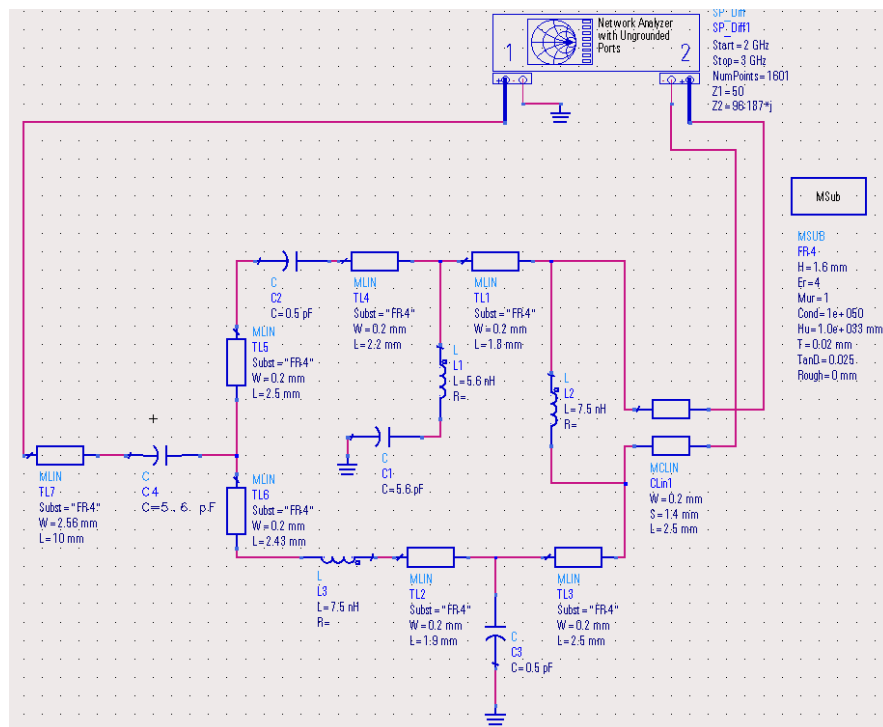 SP_Diff
SP_Diff1
Start=2 GHz
Stop=3 GHz
NumPoints=1601
Z1=50
Z2=96.187*j
Network Analyzer
with Ungrounded
Ports
1
2
+
-
-
+
MSub
MSUB
FR4
H=1.6 mm
Er=4
Mur=1
Cond=1e+050
Hu=1.0e+033 mm
T=0.02 mm
TanD=0.025
Rough=0 mm
C
C2
C=0.5 pF
MLIN
TL4
Subst="FR-4"
W=0.2 mm
L=2.2 mm
MLIN
TL1
Subst="FR-4"
W=0.2 mm
L=1.8 mm
MLIN
TL5
Subst="FR-4"
W=0.2 mm
L=2.5 mm
L
L1
L=5.6 nH
R=
L
L2
L=7.5 nH
R=
C
C1
C=5.6 pF
MLIN
TL7
Subst="FR-4"
W=2.56 mm
L=10 mm
C
C4
C=5.6 pF
MLIN
TL6
Subst="FR-4"
W=0.2 mm
L=2.43 mm
MCLIN
CLin1
W=0.2 mm
S=1.4 mm
L=2.5 mm
L
L3
L=7.5 nH
R=
MLIN
TL2
Subst="FR-4"
W=0.2 mm
L=1.9 mm
MLIN
TL3
Subst="FR-4"
W=0.2 mm
L=2.5 mm
C
C3
C=0.5 pF